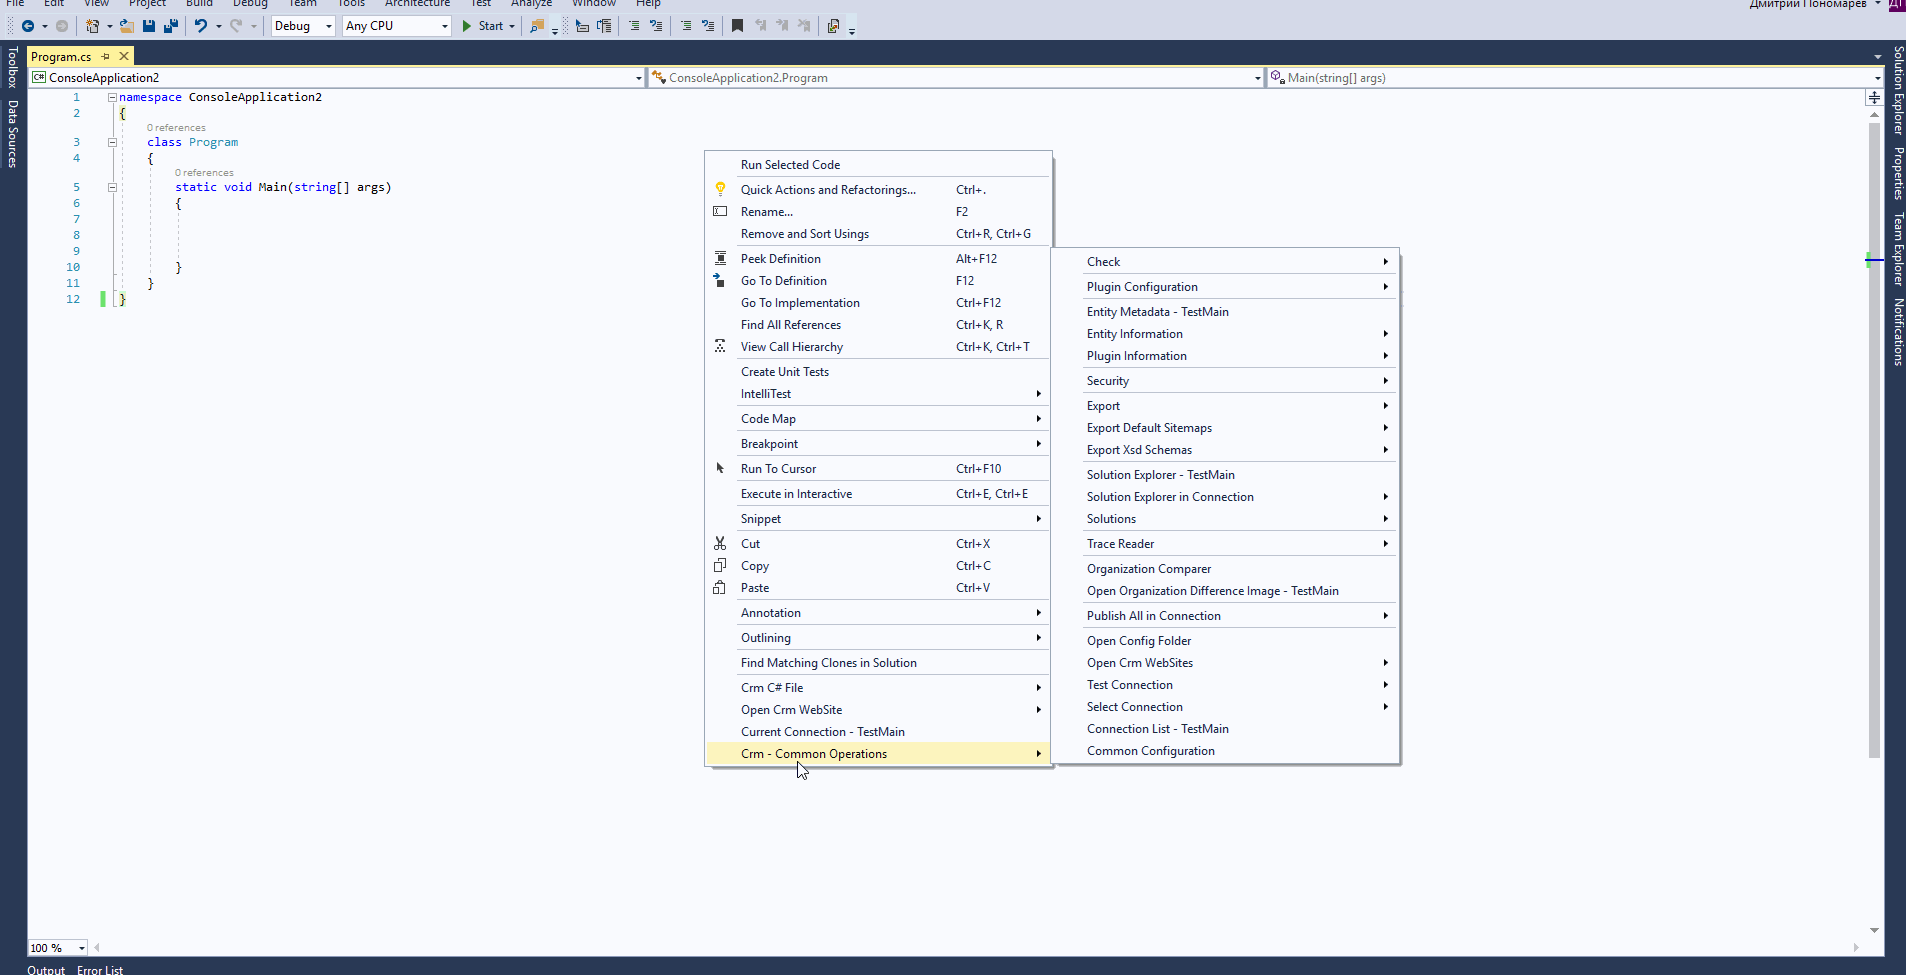 File Edit View Project Build Debug Team Tools Architecture Test Analyze Window Help
Дмитрий Пономарев ДП
Debug Any CPU Start
Toolbox
Data Sources
Program.cs
C# ConsoleApplication2 ConsoleApplication2.Program Main(string[] args)
1 namespace ConsoleApplication2
2 {
0 references
3 class Program
4 {
0 references
5 static void Main(string[] args)
6 {
7
8
9
10 }
11 }
12 }
Run Selected Code
Quick Actions and Refactorings... Ctrl+.
Rename... F2
Remove and Sort Usings Ctrl+R, Ctrl+G
Peek Definition Alt+F12
Go To Definition F12
Go To Implementation Ctrl+F12
Find All References Ctrl+K, R
View Call Hierarchy Ctrl+K, Ctrl+T
Create Unit Tests
IntelliTest
Code Map
Breakpoint
Run To Cursor Ctrl+F10
Execute in Interactive Ctrl+E, Ctrl+E
Snippet
Cut Ctrl+X
Copy Ctrl+C
Paste Ctrl+V
Annotation
Outlining
Find Matching Clones in Solution
Crm C# File
Open Crm WebSite
Current Connection - TestMain
Crm - Common Operations
Check
Plugin Configuration
Entity Metadata - TestMain
Entity Information
Plugin Information
Security
Export
Export Default Sitemaps
Export Xsd Schemas
Solution Explorer - TestMain
Solution Explorer in Connection
Solutions
Trace Reader
Organization Comparer
Open Organization Difference Image - TestMain
Publish All in Connection
Open Config Folder
Open Crm WebSites
Test Connection
Select Connection
Connection List - TestMain
Common Configuration
Solution Explorer
Properties
Team Explorer
Notifications
100 %
Output Error List